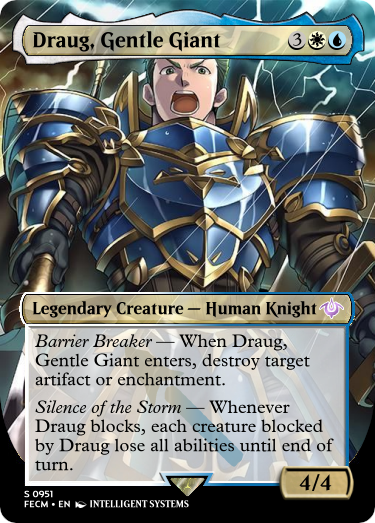 Draug, Gentle Giant 3
Legendary Creature — Human Knight
Barrier Breaker — When Draug,
Gentle Giant enters, destroy target
artifact or enchantment.
Silence of the Storm — Whenever
Draug blocks, each creature blocked
by Draug lose all abilities until end of
turn.
4/4
S 0951
FECM • EN INTELLIGENT SYSTEMS